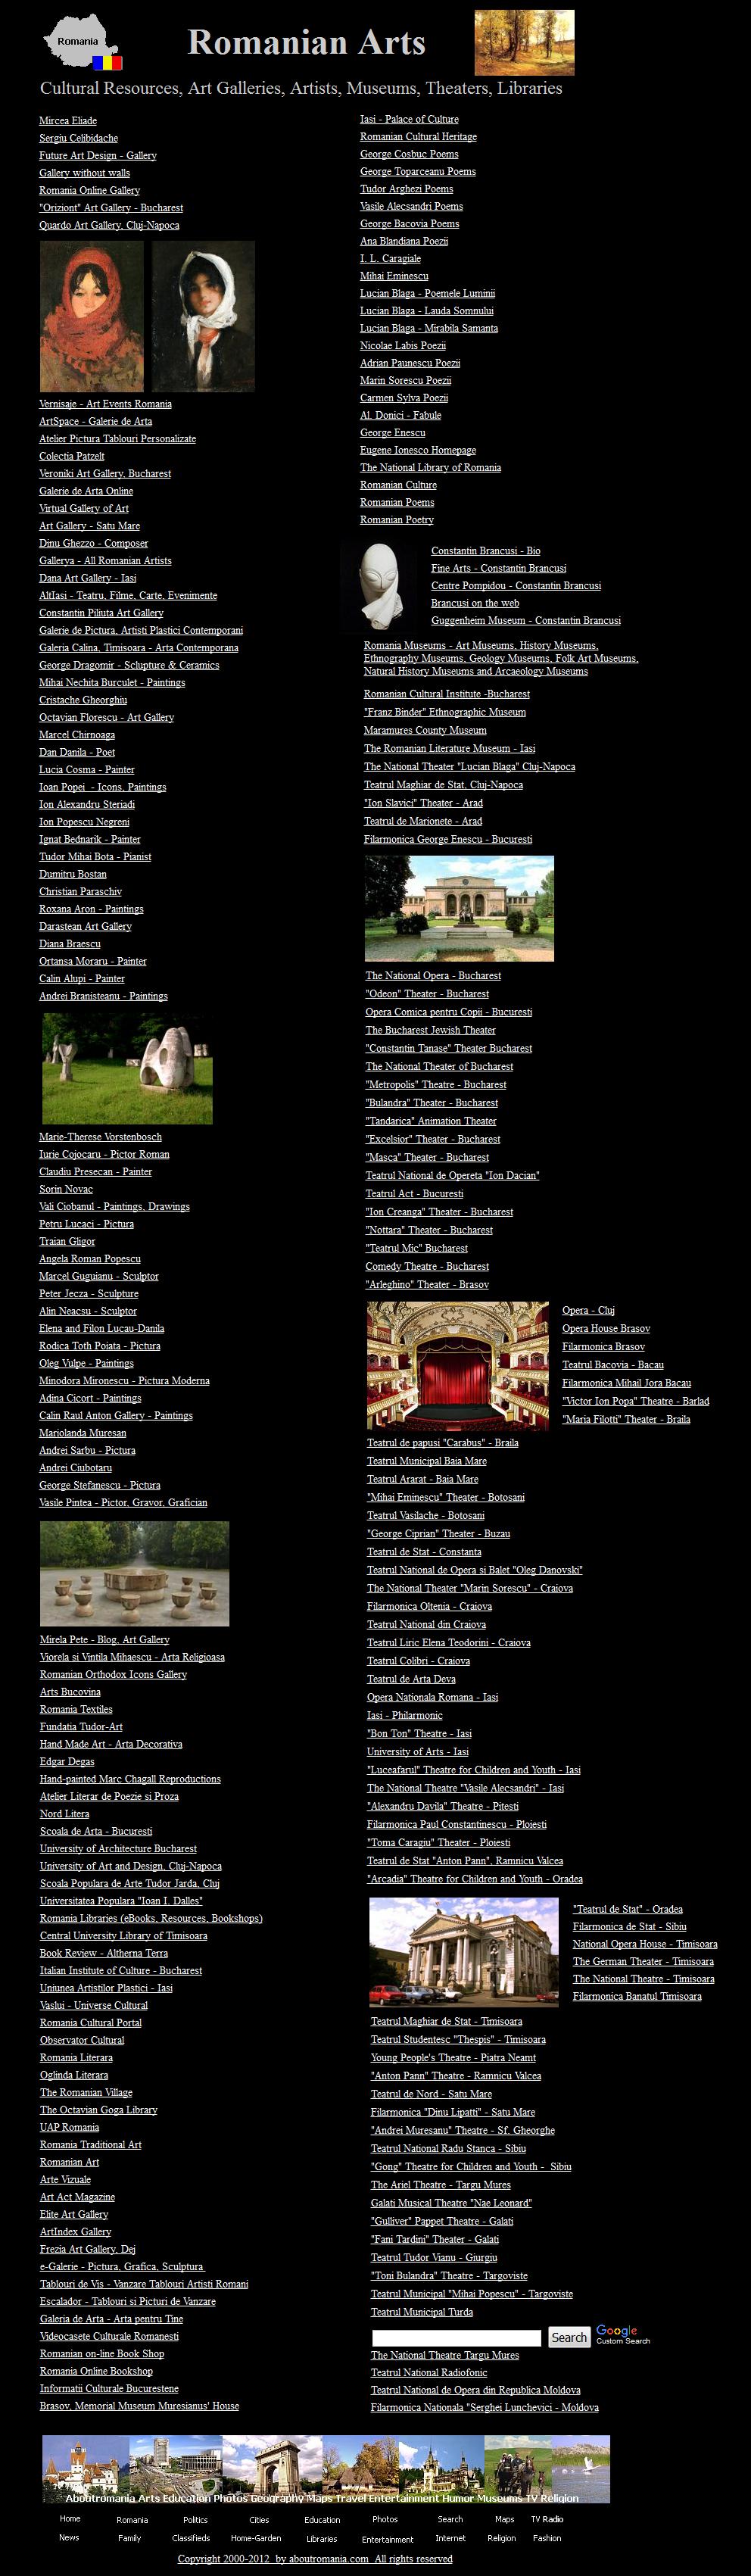 Romania
Romanian Arts
Cultural Resources, Art Galleries, Artists, Museums, Theaters, Libraries
Mircea Eliade
Sergiu Celibidache
Future Art Design - Gallery
Gallery without walls
Romania Online Gallery
"Oriziont" Art Gallery - Bucharest
Quardo Art Gallery, Cluj-Napoca
Vernisaje - Art Events Romania
ArtSpace - Galerie de Arta
Atelier Pictura Tablouri Personalizate
Colectia Patzelt
Veroniki Art Gallery, Bucharest
Galerie de Arta Online
Virtual Gallery of Art
Art Gallery - Satu Mare
Dinu Ghezzo - Composer
Gallerya - All Romanian Artists
Dana Art Gallery - Iasi
AltIasi - Teatru, Filme, Carte, Evenimente
Constantin Piliuta Art Gallery
Galerie de Pictura, Artisti Plastici Contemporani
Galeria Calina, Timisoara - Arta Contemporana
George Dragomir - Sclupture & Ceramics
Mihai Nechita Burculet - Paintings
Cristache Gheorghiu
Octavian Florescu - Art Gallery
Marcel Chirnoaga
Dan Danila - Poet
Lucia Cosma - Painter
Ioan Popei - Icons, Paintings
Ion Alexandru Steriadi
Ion Popescu Negreni
Ignat Bednarik - Painter
Tudor Mihai Bota - Pianist
Dumitru Bostan
Christian Paraschiv
Roxana Aron - Paintings
Darastean Art Gallery
Diana Braescu
Ortansa Moraru - Painter
Calin Alupi - Painter
Andrei Branisteanu - Paintings
Marie-Therese Vorstenbosch
Iurie Cojocaru - Pictor Roman
Claudiu Presecan - Painter
Sorin Novac
Vali Ciobanul - Paintings, Drawings
Petru Lucaci - Pictura
Traian Gligor
Angela Roman Popescu
Marcel Guguianu - Sculptor
Peter Jecza - Sculpture
Alin Neacsu - Sculptor
Elena and Filon Lucau-Danila
Rodica Toth Poiata - Pictura
Oleg Vulpe - Paintings
Minodora Mironescu - Pictura Moderna
Adina Cicort - Paintings
Calin Raul Anton Gallery - Paintings
Mariolanda Muresan
Andrei Sarbu - Pictura
Andrei Ciubotaru
George Stefanescu - Pictura
Vasile Pintea - Pictor, Gravor, Grafician
Mirela Pete - Blog, Art Gallery
Viorela si Vintila Mihaescu - Arta Religioasa
Romanian Orthodox Icons Gallery
Arts Bucovina
Romania Textiles
Fundatia Tudor-Art
Hand Made Art - Arta Decorativa
Edgar Degas
Hand-painted Marc Chagall Reproductions
Atelier Literar de Poezie si Proza
Nord Litera
Scoala de Arta - Bucuresti
University of Architecture Bucharest
University of Art and Design, Cluj-Napoca
Scoala Populara de Arte Tudor Jarda, Cluj
Universitatea Populara "Ioan I. Dalles"
Romania Libraries (eBooks, Resources, Bookshops)
Central University Library of Timisoara
Book Review - Altherna Terra
Italian Institute of Culture - Bucharest
Uniunea Artistilor Plastici - Iasi
Vaslui - Universe Cultural
Romania Cultural Portal
Observator Cultural
Romania Literara
Oglinda Literara
The Romanian Village
The Octavian Goga Library
UAP Romania
Romania Traditional Art
Romanian Art
Arte Vizuale
Art Act Magazine
Elite Art Gallery
ArtIndex Gallery
Frezia Art Gallery, Dej
e-Galerie - Pictura, Grafica, Sculptura
Tablouri de Vis - Vanzare Tablouri Artisti Romani
Escalador - Tablouri si Picturi de Vanzare
Galeria de Arta - Arta pentru Tine
Videocasete Culturale Romanesti
Romanian on-line Book Shop
Romania Online Bookshop
Informatii Culturale Bucurestene
Brasov, Memorial Museum Muresianus' House
Iasi - Palace of Culture
Romanian Cultural Heritage
George Cosbuc Poems
George Toparceanu Poems
Tudor Arghezi Poems
Vasile Alecsandri Poems
George Bacovia Poems
Ana Blandiana Poezii
I. L. Caragiale
Mihai Eminescu
Lucian Blaga - Poemele Luminii
Lucian Blaga - Lauda Somnului
Lucian Blaga - Mirabila Samanta
Nicolae Labis Poezii
Adrian Paunescu Poezii
Marin Sorescu Poezii
Carmen Sylva Poezii
Al. Donici - Fabule
George Enescu
Eugene Ionesco Homepage
The National Library of Romania
Romanian Culture
Romanian Poems
Romanian Poetry
Constantin Brancusi - Bio
Fine Arts - Constantin Brancusi
Centre Pompidou - Constantin Brancusi
Brancusi on the web
Guggenheim Museum - Constantin Brancusi
Romania Museums - Art Museums, History Museums,
Ethnography Museums, Geology Museums, Folk Art Museums,
Natural History Museums and Arcaeology Museums
Romanian Cultural Institute -Bucharest
"Franz Binder" Ethnographic Museum
Maramures County Museum
The Romanian Literature Museum - Iasi
The National Theater "Lucian Blaga" Cluj-Napoca
Teatrul Maghiar de Stat, Cluj-Napoca
"Ion Slavici" Theater - Arad
Teatrul de Marionete - Arad
Filarmonica George Enescu - Bucuresti
The National Opera - Bucharest
"Odeon" Theater - Bucharest
Opera Comica pentru Copii - Bucuresti
The Bucharest Jewish Theater
"Constantin Tanase" Theater Bucharest
The National Theater of Bucharest
"Metropolis" Theatre - Bucharest
"Bulandra" Theater - Bucharest
"Tandarica" Animation Theater
"Excelsior" Theater - Bucharest
"Masca" Theater - Bucharest
Teatrul National de Opereta "Ion Dacian"
Teatrul Act - Bucuresti
"Ion Creanga" Theater - Bucharest
"Nottara" Theater - Bucharest
"Teatrul Mic" Bucharest
Comedy Theatre - Bucharest
"Arleghino" Theater - Brasov
Opera - Cluj
Opera House Brasov
Filarmonica Brasov
Teatrul Bacovia - Bacau
Filarmonica Mihail Jora Bacau
"Victor Ion Popa" Theatre - Barlad
"Maria Filotti" Theater - Braila
Teatrul de papusi "Carabus" - Braila
Teatrul Municipal Baia Mare
Teatrul Ararat - Baia Mare
"Mihai Eminescu" Theater - Botosani
Teatrul Vasilache - Botosani
"George Ciprian" Theater - Buzau
Teatrul de Stat - Constanta
Teatrul National de Opera si Balet "Oleg Danovski"
The National Theater "Marin Sorescu" - Craiova
Filarmonica Oltenia - Craiova
Teatrul National din Craiova
Teatrul Liric Elena Teodorini - Craiova
Teatrul Colibri - Craiova
Teatrul de Arta Deva
Opera Nationala Romana - Iasi
Iasi - Philarmonic
"Bon Ton" Theatre - Iasi
University of Arts - Iasi
"Luceafarul" Theatre for Children and Youth - Iasi
The National Theatre "Vasile Alecsandri" - Iasi
"Alexandru Davila" Theatre - Pitesti
Filarmonica Paul Constantinescu - Ploiesti
"Toma Caragiu" Theater - Ploiesti
Teatrul de Stat "Anton Pann", Ramnicu Valcea
"Arcadia" Theatre for Children and Youth - Oradea
"Teatrul de Stat" - Oradea
Filarmonica de Stat - Sibiu
National Opera House - Timisoara
The German Theater - Timisoara
The National Theatre - Timisoara
Filarmonica Banatul Timisoara
Teatrul Maghiar de Stat - Timisoara
Teatrul Studentesc "Thespis" - Timisoara
Young People's Theatre - Piatra Neamt
"Anton Pann" Theatre - Ramnicu Valcea
Teatrul de Nord - Satu Mare
Filarmonica "Dinu Lipatti" - Satu Mare
"Andrei Muresanu" Theatre - Sf. Gheorghe
Teatrul National Radu Stanca - Sibiu
"Gong" Theatre for Children and Youth - Sibiu
The Ariel Theatre - Targu Mures
Galati Musical Theatre "Nae Leonard"
"Gulliver" Pappet Theatre - Galati
"Fani Tardini" Theater - Galati
Teatrul Tudor Vianu - Giurgiu
"Toni Bulandra" Theatre - Targoviste
Teatrul Municipal "Mihai Popescu" - Targoviste
Teatrul Municipal Turda
Search Google Custom Search
The National Theatre Targu Mures
Teatrul National Radiofonic
Teatrul National de Opera din Republica Moldova
Filarmonica Nationala "Serghei Lunchevici - Moldova
Aboutromania Arts Education Photos Geography Maps Travel Entertainment Humor Museums TV Religion
Home Romania Politics Cities Education Photos Search Maps TV Radio
News Family Classifieds Home-Garden Libraries Entertainment Internet Religion Fashion
Copyright 2000-2012 by aboutromania.com All rights reserved